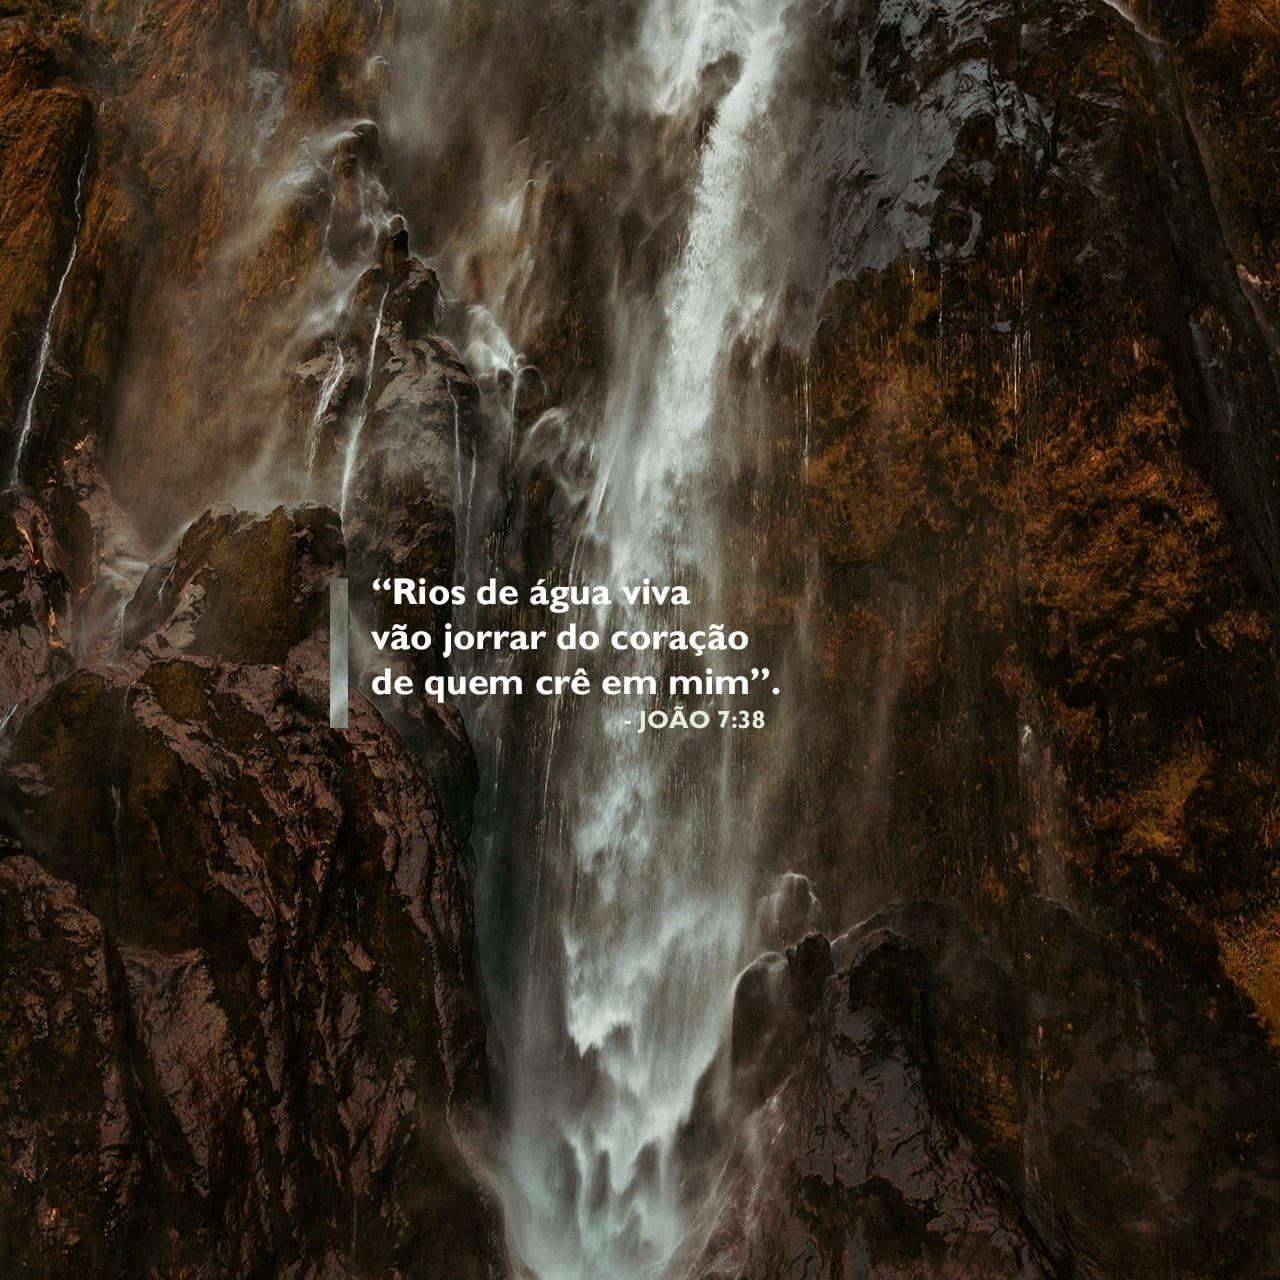 “Rios de água viva
vão jorrar do coração
de quem crê em mim”.
- JOÃO 7:38